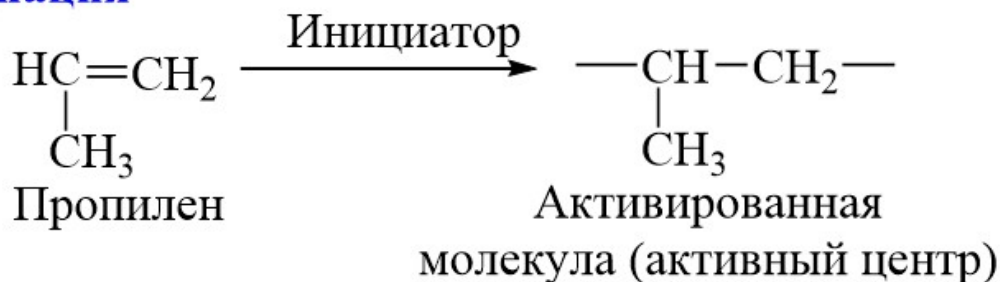 Инициатор
HC=CH₂ —CH—CH₂—
CH₃ CH₃
Пропилен Активированная
молекула (активный центр)